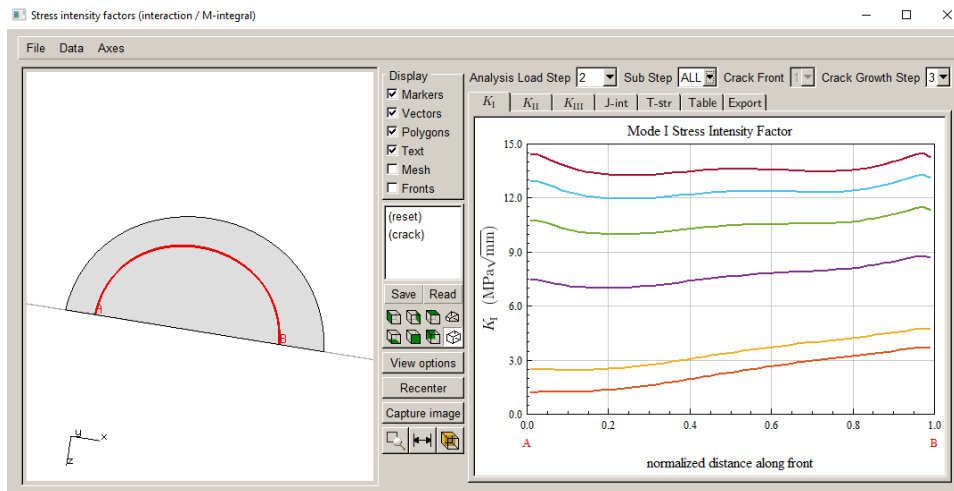 Stress intensity factors (interaction / M-integral)
File Data Axes
Display
Markers
Vectors
Polygons
Text
Mesh
Fronts
(reset)
(crack)
Save Read
View options
Recenter
Capture image
A
B
y
x
z
Analysis Load Step 2 Sub Step ALL Crack Front 1 Crack Growth Step 3
K_I K_II K_III J-int T-str Table Export
Mode I Stress Intensity Factor
15.0
12.0
9.0
6.0
3.0
0.0
K_I (MPa√mm)
0.0 0.2 0.4 0.6 0.8 1.0
A B
normalized distance along front